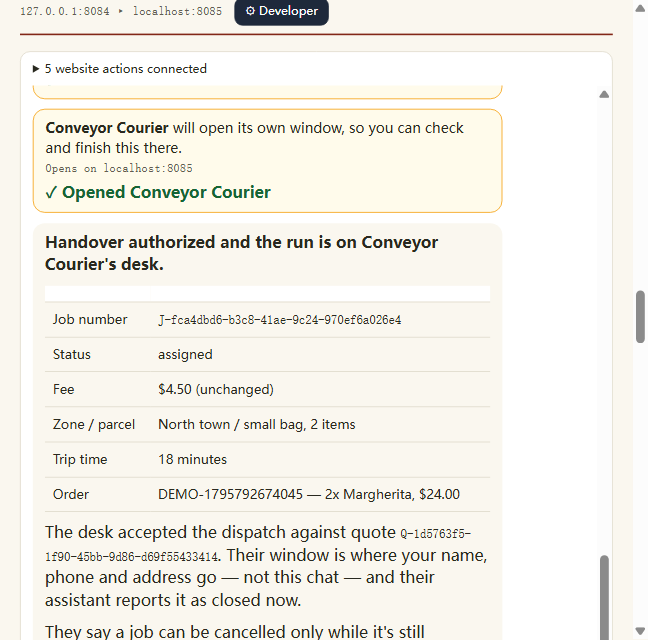 127.0.0.1:8084 ▸ localhost:8085 ⚙ Developer
▶ 5 website actions connected
Conveyor Courier will open its own window, so you can check
and finish this there.
Opens on localhost:8085
✓ Opened Conveyor Courier
Handover authorized and the run is on Conveyor
Courier's desk.
Job number J-fca4dbd6-b3c8-41ae-9c24-970ef6a026e4
Status assigned
Fee $4.50 (unchanged)
Zone / parcel North town / small bag, 2 items
Trip time 18 minutes
Order DEMO-1795792674045 — 2x Margherita, $24.00
The desk accepted the dispatch against quote Q-1d5763f5-
1f90-45bb-9d86-d69f55433414. Their window is where your name,
phone and address go — not this chat — and their
assistant reports it as closed now.
They say a job can be cancelled only while it's still